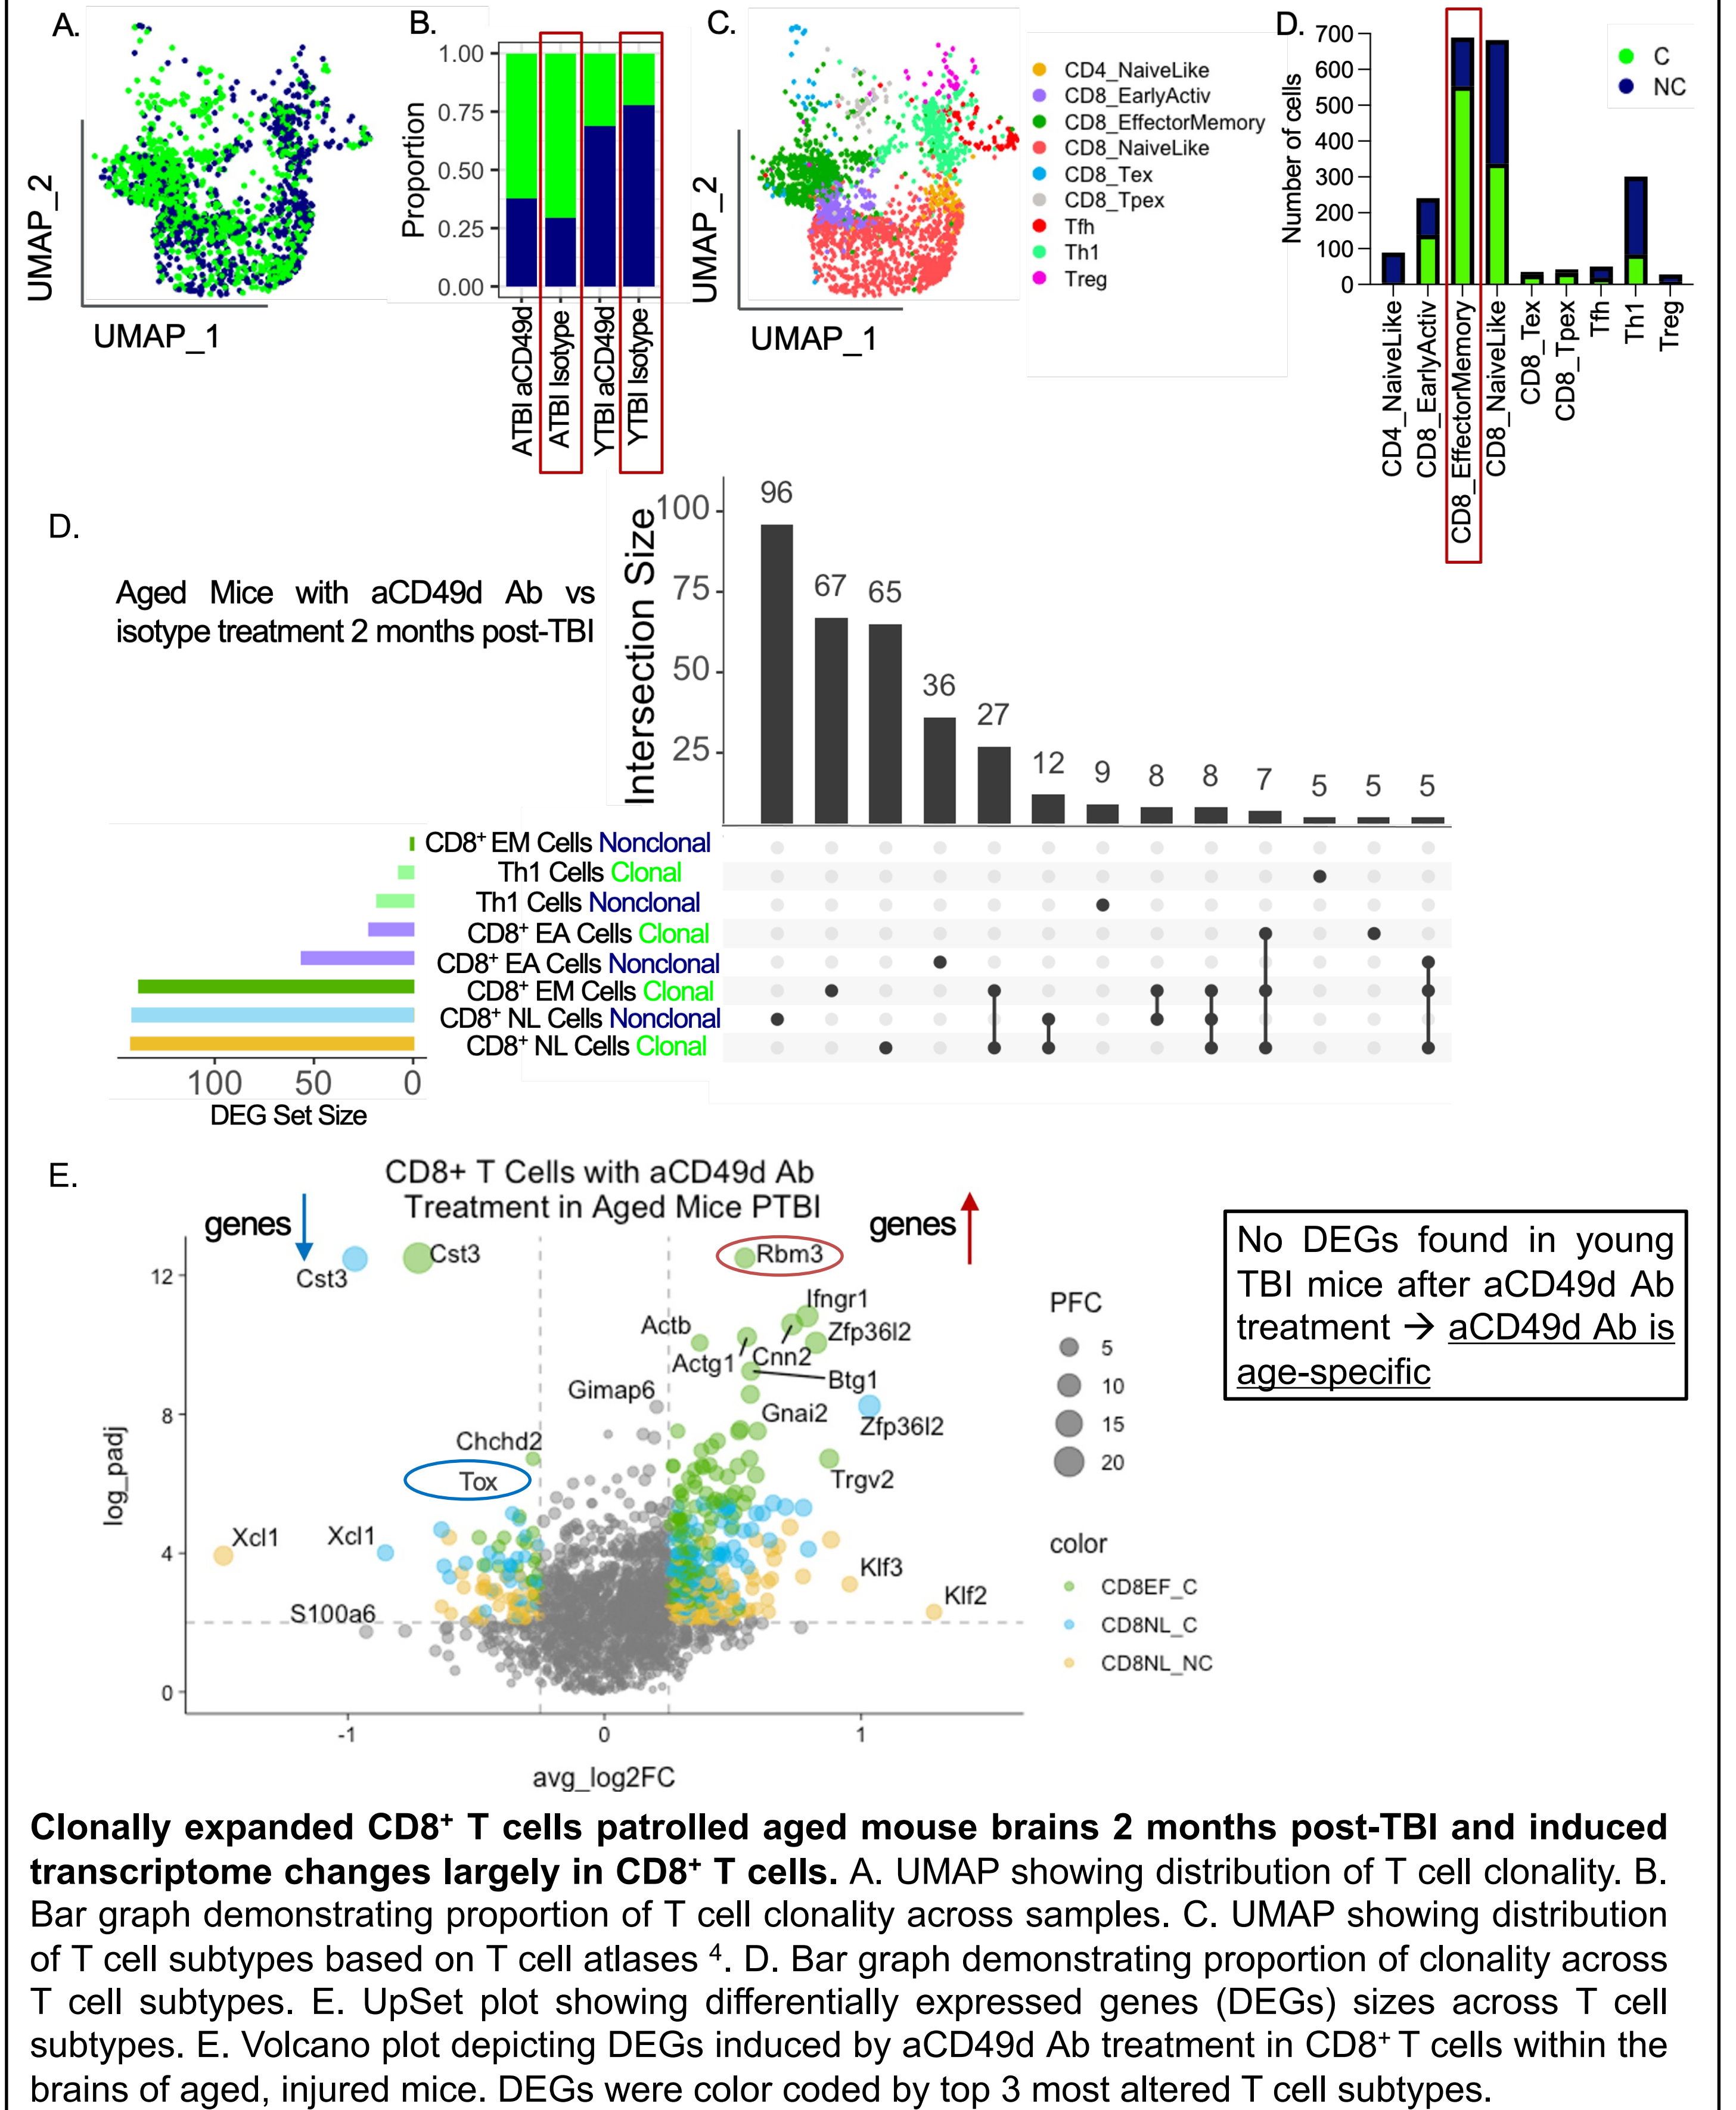 A.
UMAP_2
UMAP_1
B.
Proportion
1.00
0.75
0.50
0.25
0.00
ATBI aCD49d
ATBI Isotype
YTBI aCD49d
YTBI Isotype
C.
UMAP_2
UMAP_1
CD4_NaiveLike
CD8_EarlyActiv
CD8_EffectorMemory
CD8_NaiveLike
CD8_Tex
CD8_Tpex
Tfh
Th1
Treg
D.
Number of cells
700
600
500
400
300
200
100
0
C
NC
CD4_NaiveLike
CD8_EarlyActiv
CD8_EffectorMemory
CD8_NaiveLike
CD8_Tex
CD8_Tpex
Tfh
Th1
Treg
D.
Aged Mice with aCD49d Ab vs
isotype treatment 2 months post-TBI
Intersection Size
100
75
50
25
96
67
65
36
27
12
9
8
8
7
5
5
5
CD8⁺ EM Cells Nonclonal
Th1 Cells Clonal
Th1 Cells Nonclonal
CD8⁺ EA Cells Clonal
CD8⁺ EA Cells Nonclonal
CD8⁺ EM Cells Clonal
CD8⁺ NL Cells Nonclonal
CD8⁺ NL Cells Clonal
100 50 0
DEG Set Size
E.
CD8+ T Cells with aCD49d Ab
Treatment in Aged Mice PTBI
genes
genes
Cst3
Cst3
Rbm3
Ifngr1
Actb
Zfp36l2
Actg1
Cnn2
Btg1
Gimap6
Gnai2
Zfp36l2
Chchd2
Tox
Trgv2
Xcl1
Xcl1
Klf3
Klf2
S100a6
log_padj
12
8
4
0
-1
0
1
avg_log2FC
PFC
5
10
15
20
color
CD8EF_C
CD8NL_C
CD8NL_NC
No DEGs found in young
TBI mice after aCD49d Ab
treatment → aCD49d Ab is
age-specific
Clonally expanded CD8⁺ T cells patrolled aged mouse brains 2 months post-TBI and induced
transcriptome changes largely in CD8⁺ T cells. A. UMAP showing distribution of T cell clonality. B.
Bar graph demonstrating proportion of T cell clonality across samples. C. UMAP showing distribution
of T cell subtypes based on T cell atlases ⁴. D. Bar graph demonstrating proportion of clonality across
T cell subtypes. E. UpSet plot showing differentially expressed genes (DEGs) sizes across T cell
subtypes. E. Volcano plot depicting DEGs induced by aCD49d Ab treatment in CD8⁺ T cells within the
brains of aged, injured mice. DEGs were color coded by top 3 most altered T cell subtypes.